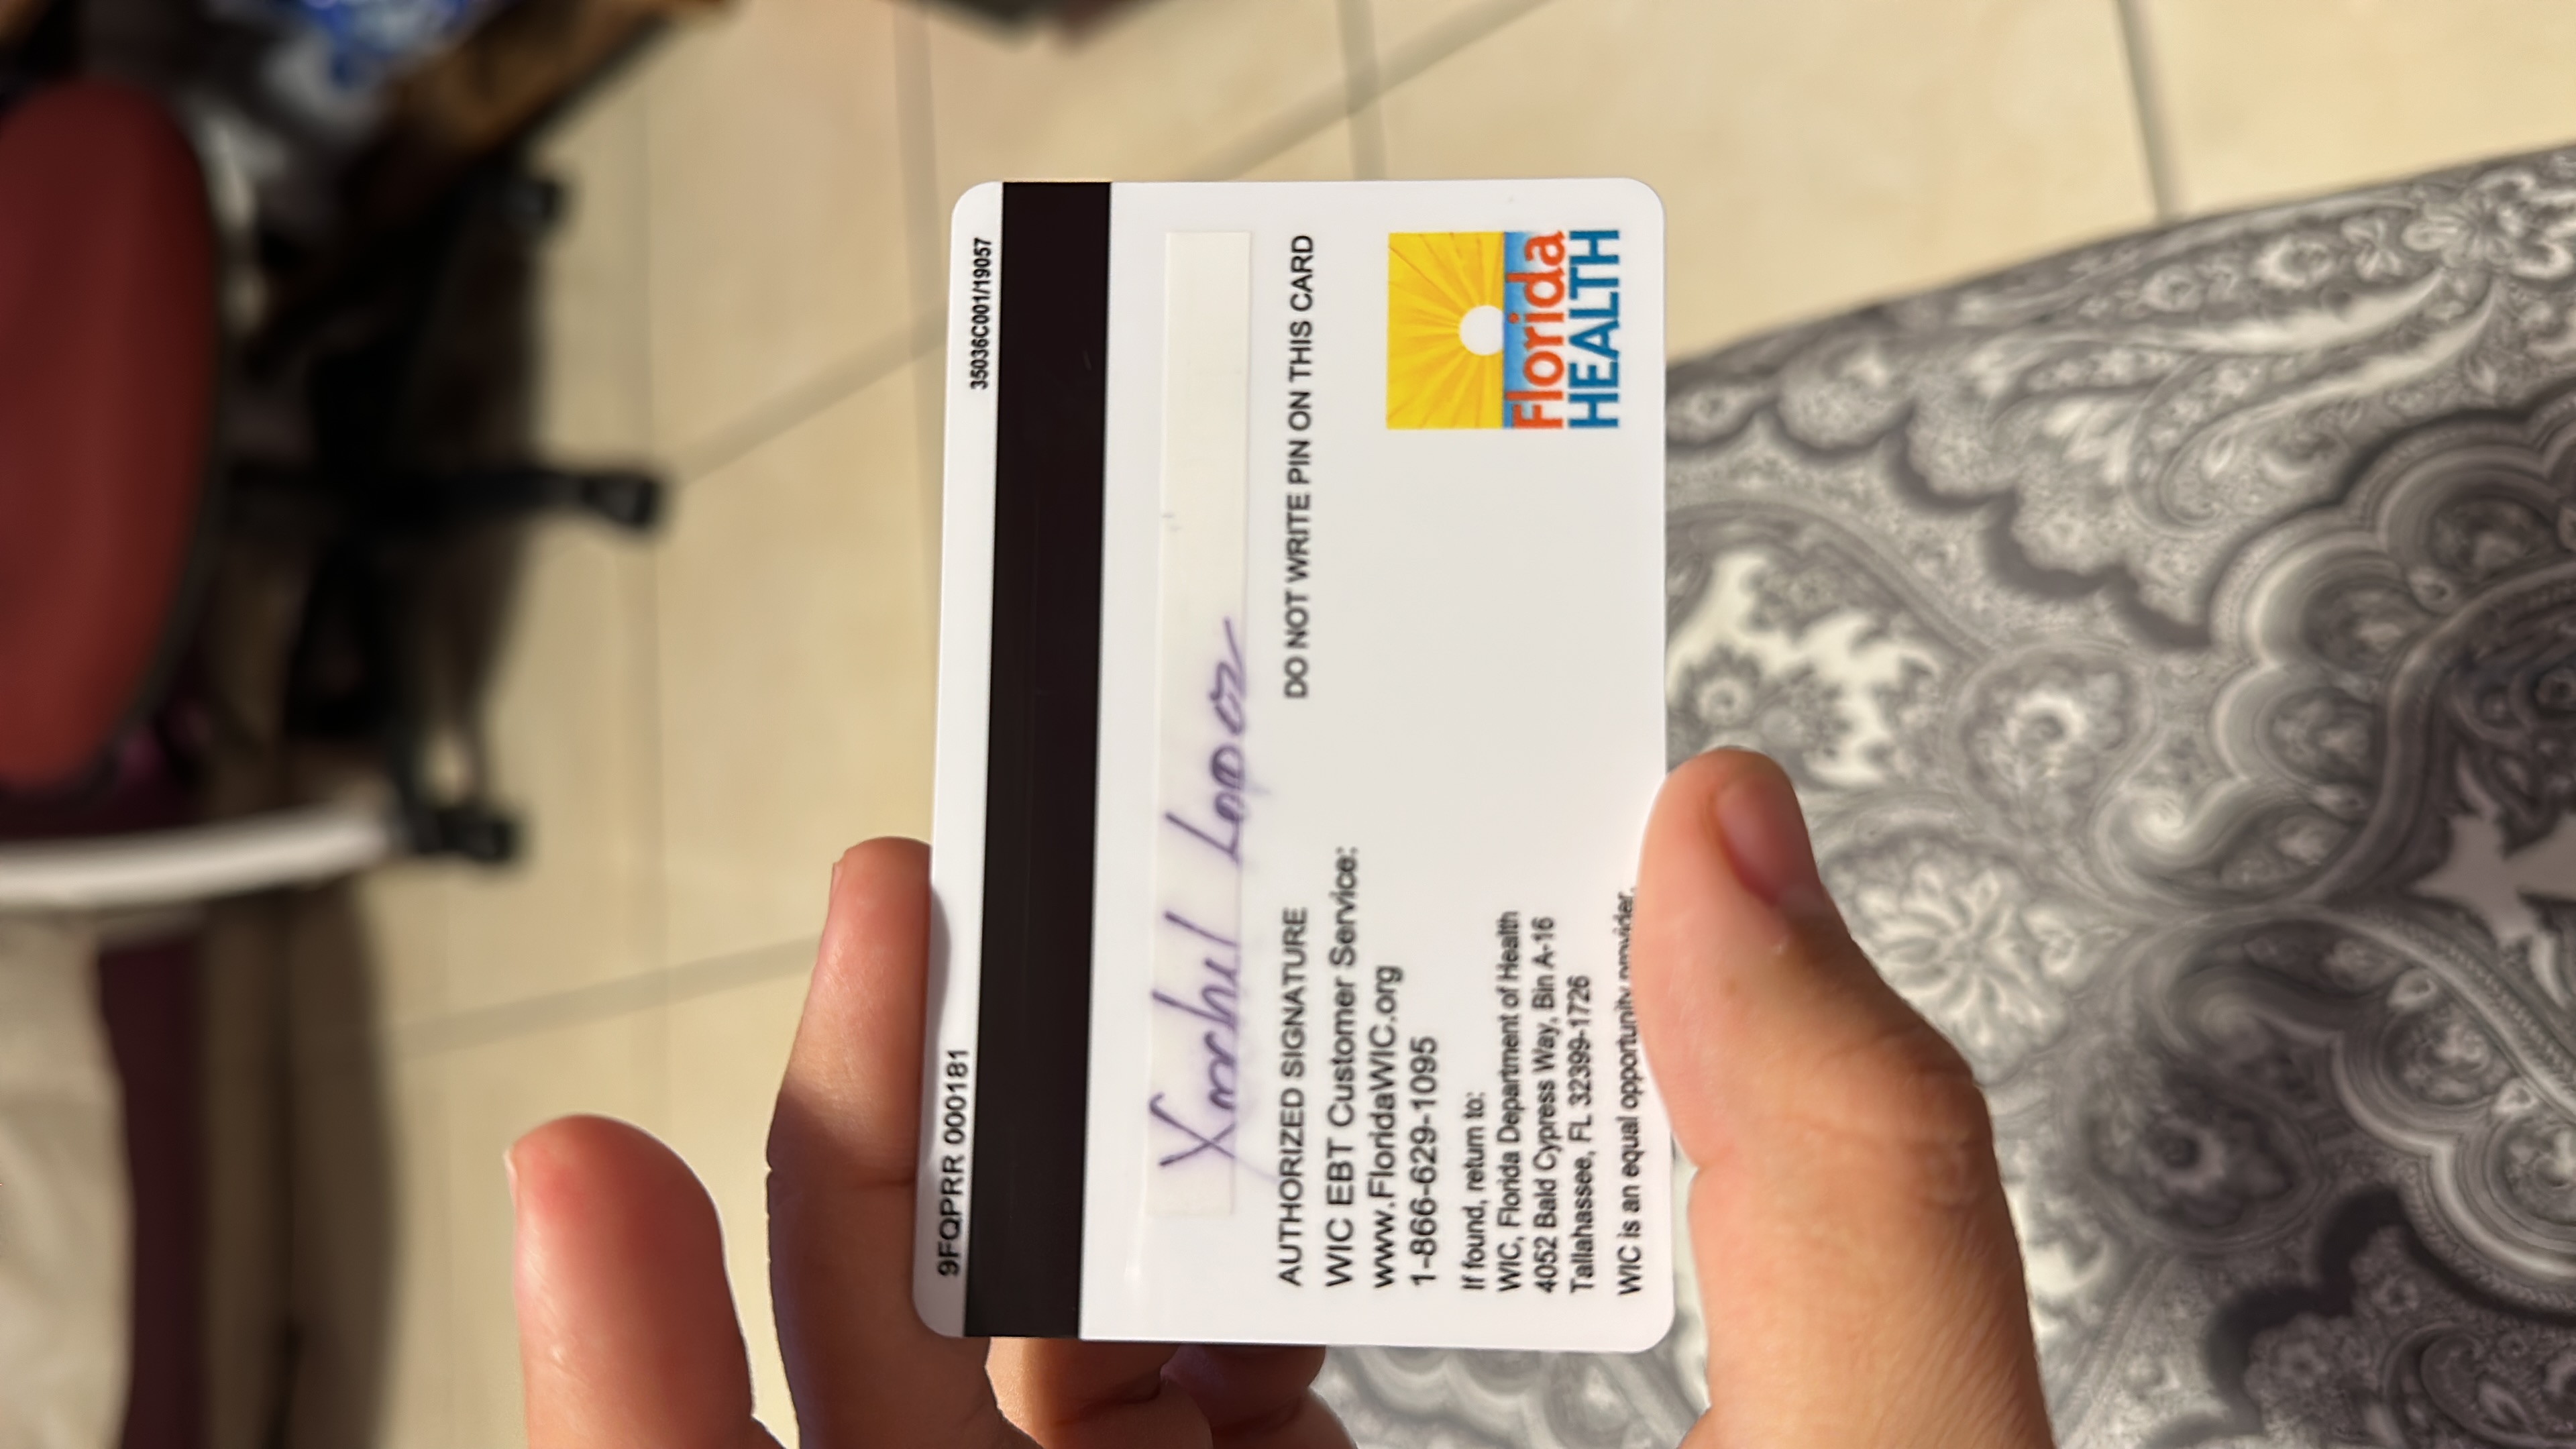 35036C001/19057
9FQPRR 000181
Lopez
AUTHORIZED SIGNATURE
DO NOT WRITE PIN ON THIS CARD
WIC EBT Customer Service:
www.FloridaWIC.org
1-866-629-1095
If found, return to:
WIC, Florida Department of Health
4052 Bald Cypress Way, Bin A-16
Tallahassee, FL 32399-1726
WIC is an equal opportunity provider.
Florida
HEALTH